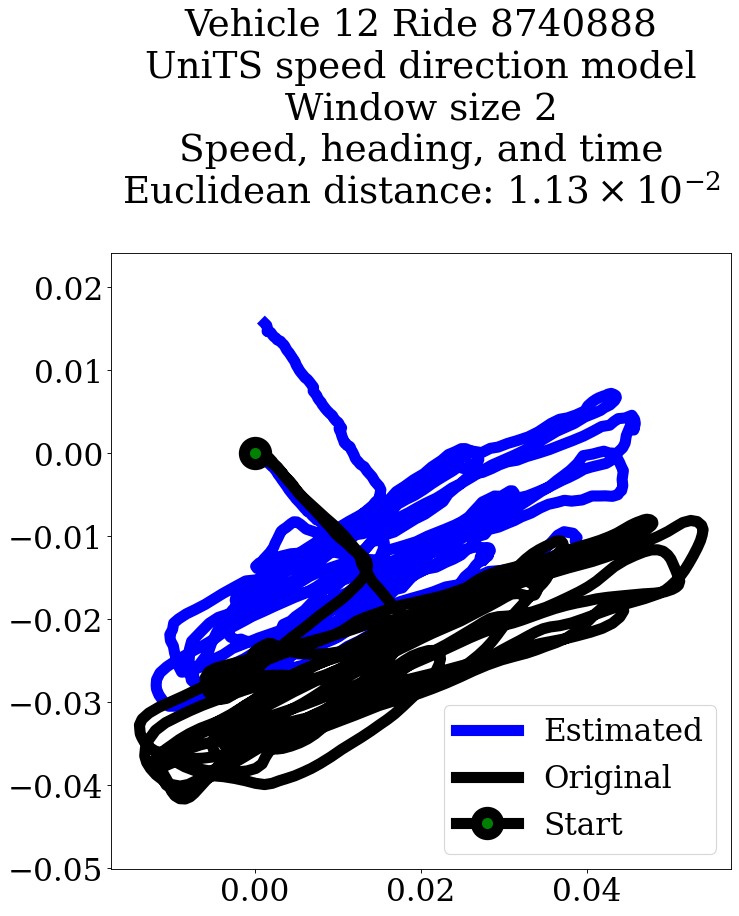 Vehicle 12 Ride 8740888
UniTS speed direction model
Window size 2
Speed, heading, and time
Euclidean distance: 1.13 × 10⁻²
0.02
0.01
0.00
−0.01
−0.02
−0.03
−0.04
−0.05
0.00 0.02 0.04
Estimated
Original
Start